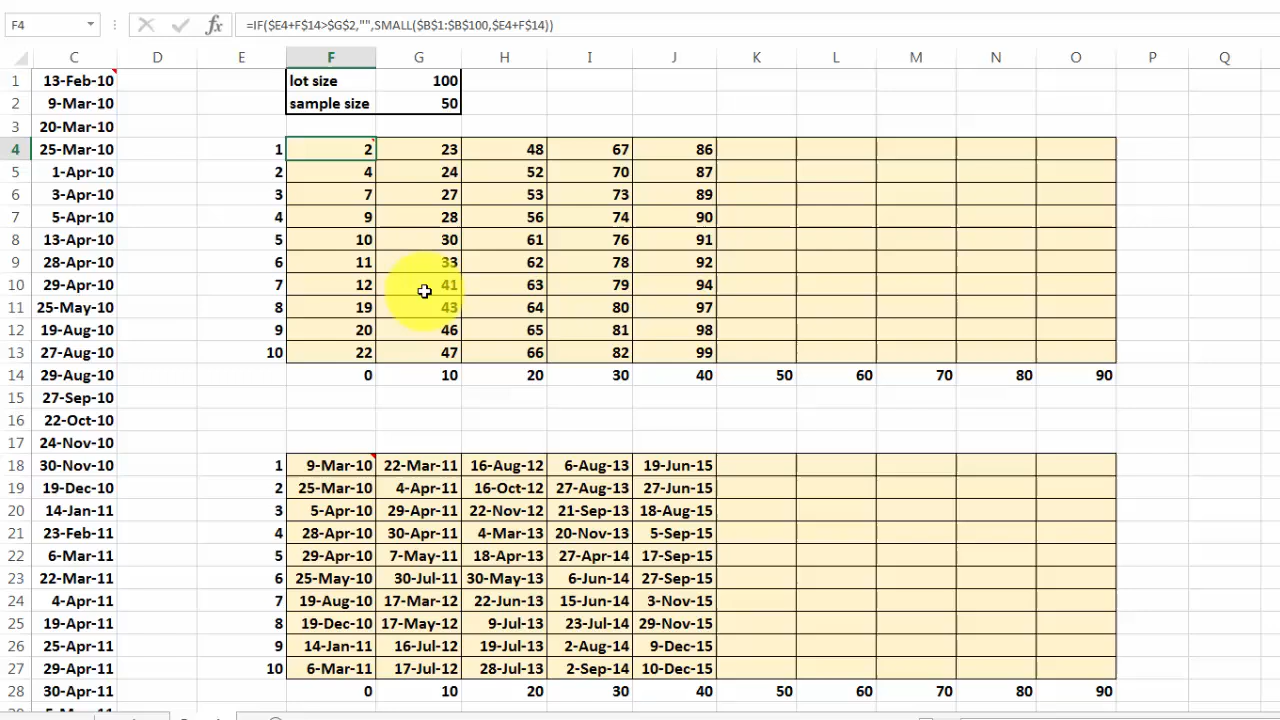 F4 fx =IF($E4+F$14>$G$2,"",SMALL($B$1:$B$100,$E4+F$14))
C D E F G H I J K L M N O P Q
1 13-Feb-10 lot size 100
2 9-Mar-10 sample size 50
3 20-Mar-10
4 25-Mar-10 1 2 23 48 67 86
5 1-Apr-10 2 4 24 52 70 87
6 3-Apr-10 3 7 27 53 73 89
7 5-Apr-10 4 9 28 56 74 90
8 13-Apr-10 5 10 30 61 76 91
9 28-Apr-10 6 11 33 62 78 92
10 29-Apr-10 7 12 41 63 79 94
11 25-May-10 8 19 43 64 80 97
12 19-Aug-10 9 20 46 65 81 98
13 27-Aug-10 10 22 47 66 82 99
14 29-Aug-10 0 10 20 30 40 50 60 70 80 90
15 27-Sep-10
16 22-Oct-10
17 24-Nov-10
18 30-Nov-10 1 9-Mar-10 22-Mar-11 16-Aug-12 6-Aug-13 19-Jun-15
19 19-Dec-10 2 25-Mar-10 4-Apr-11 16-Oct-12 27-Aug-13 27-Jun-15
20 14-Jan-11 3 5-Apr-10 29-Apr-11 22-Nov-12 21-Sep-13 18-Aug-15
21 23-Feb-11 4 28-Apr-10 30-Apr-11 4-Mar-13 20-Nov-13 5-Sep-15
22 6-Mar-11 5 29-Apr-10 7-May-11 18-Apr-13 27-Apr-14 17-Sep-15
23 22-Mar-11 6 25-May-10 30-Jul-11 30-May-13 6-Jun-14 27-Sep-15
24 4-Apr-11 7 19-Aug-10 17-Mar-12 22-Jun-13 15-Jun-14 3-Nov-15
25 19-Apr-11 8 19-Dec-10 17-May-12 9-Jul-13 23-Jul-14 29-Nov-15
26 25-Apr-11 9 14-Jan-11 16-Jul-12 19-Jul-13 2-Aug-14 9-Dec-15
27 29-Apr-11 10 6-Mar-11 17-Jul-12 28-Jul-13 2-Sep-14 10-Dec-15
28 30-Apr-11 0 10 20 30 40 50 60 70 80 90